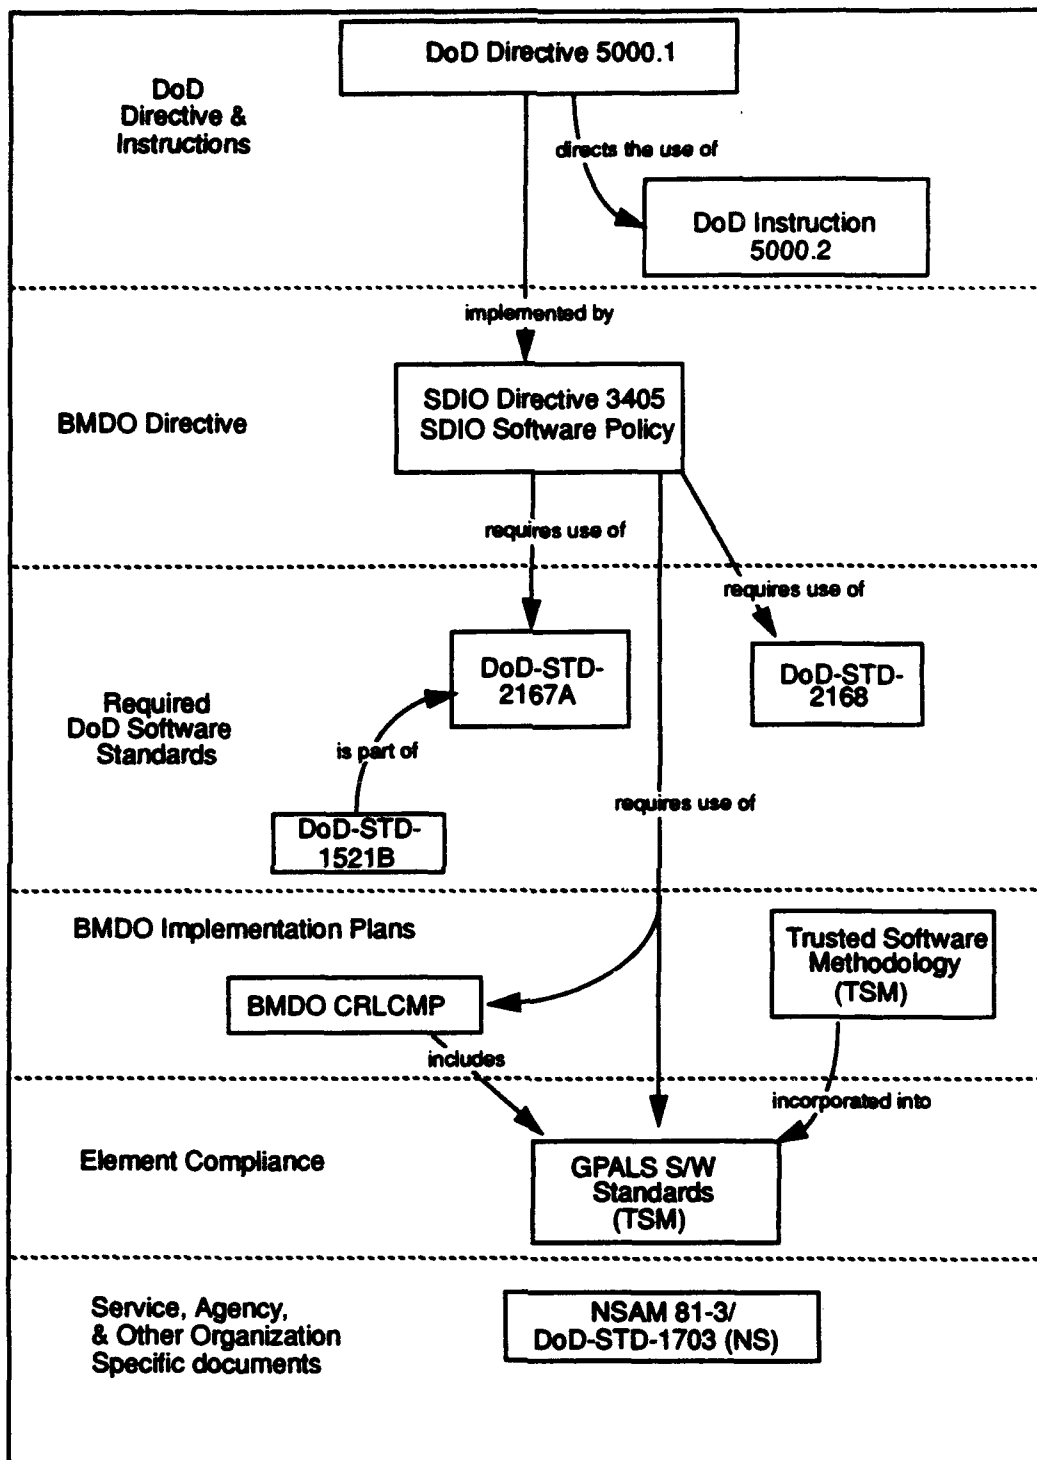 DoD Directive 5000.1
DoD
Directive &
Instructions
directs the use of
DoD Instruction
5000.2
implemented by
SDIO Directive 3405
SDIO Software Policy
BMDO Directive
requires use of
requires use of
DoD-STD-
2167A
DoD-STD-
2168
Required
DoD Software
Standards
is part of
requires use of
DoD-STD-
1521B
BMDO Implementation Plans
Trusted Software
Methodology
(TSM)
BMDO CRLCMP
includes
incorporated into
Element Compliance
GPALS S/W
Standards
(TSM)
Service, Agency,
& Other Organization
Specific documents
NSAM 81-3/
DoD-STD-1703 (NS)